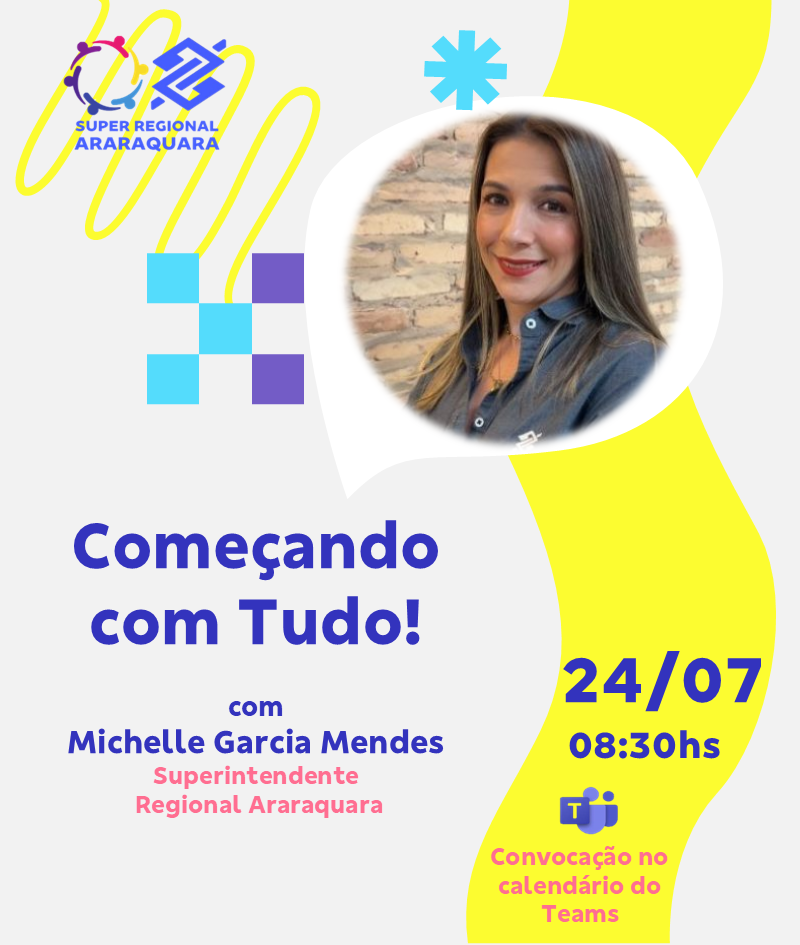 SUPER REGIONAL
ARARAQUARA
Começando
com Tudo!
com
Michelle Garcia Mendes
Superintendente
Regional Araraquara
24/07
08:30hs
T
Convocação no
calendário do
Teams